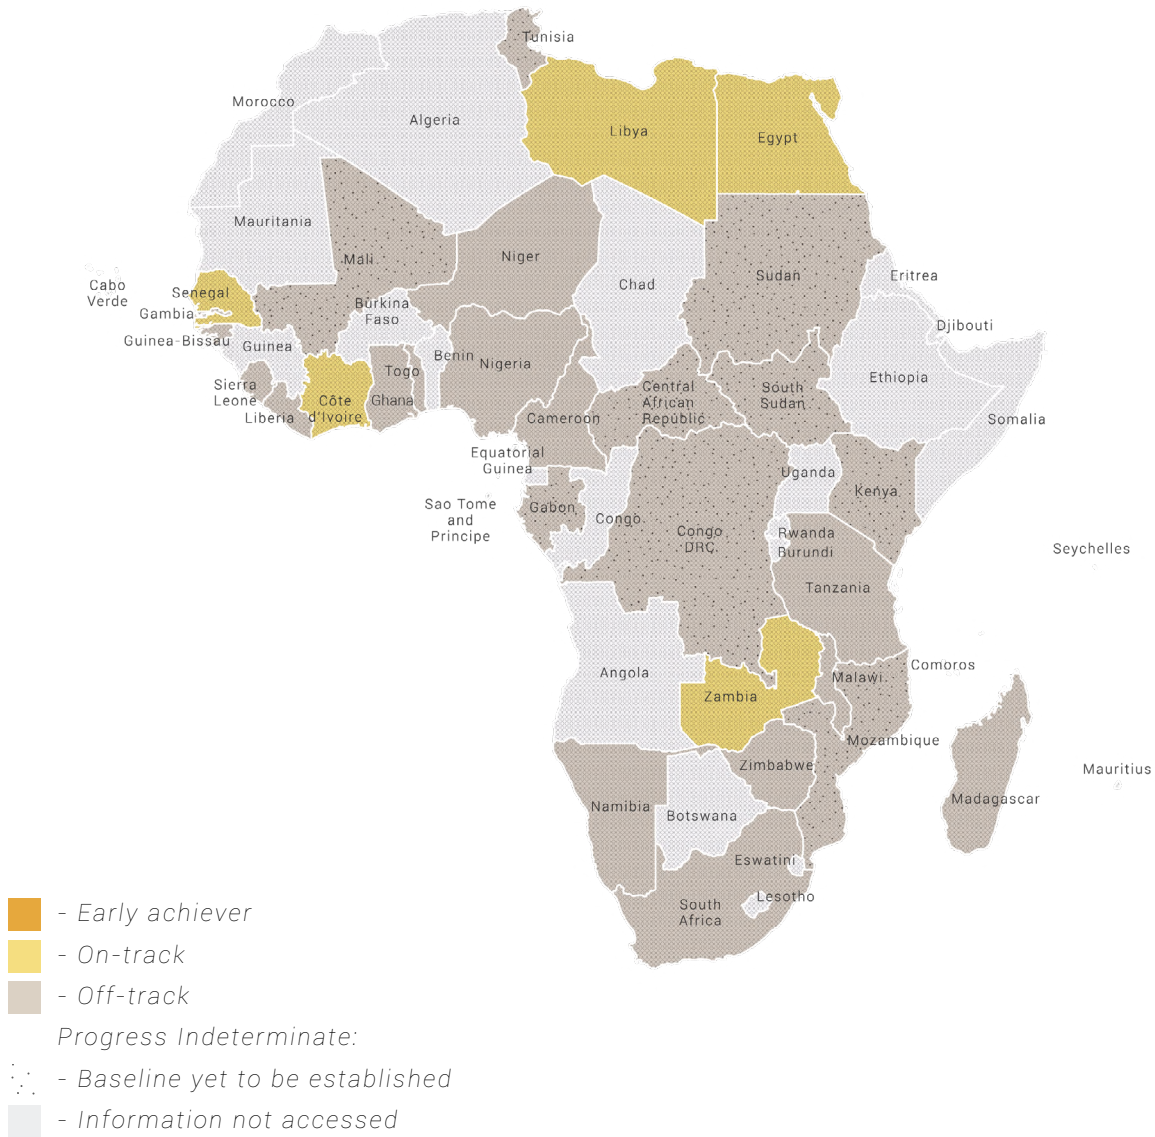 Tunisia
Morocco
Algeria
Libya
Egypt
Mauritania
Mali
Niger
Chad
Sudan
Eritrea
Cabo
Verde
Senegal
Gambia
Burkina
Faso
Djibouti
Guinea-Bissau
Guinea
Benin
Nigeria
Togo
Ethiopia
Sierra
Leone
Liberia
Côte
d'Ivoire
Ghana
Cameroon
Central
African
Republic
South
Sudan
Somalia
Equatorial
Guinea
Uganda
Kenya
Sao Tome
and
Principe
Gabon
Congo
Congo
DRC
Rwanda
Burundi
Seychelles
Tanzania
Angola
Zambia
Malawi
Comoros
Mozambique
Zimbabwe
Mauritius
Namibia
Botswana
Madagascar
Eswatini
Lesotho
South
Africa
- Early achiever
- On-track
- Off-track
Progress Indeterminate:
- Baseline yet to be established
- Information not accessed